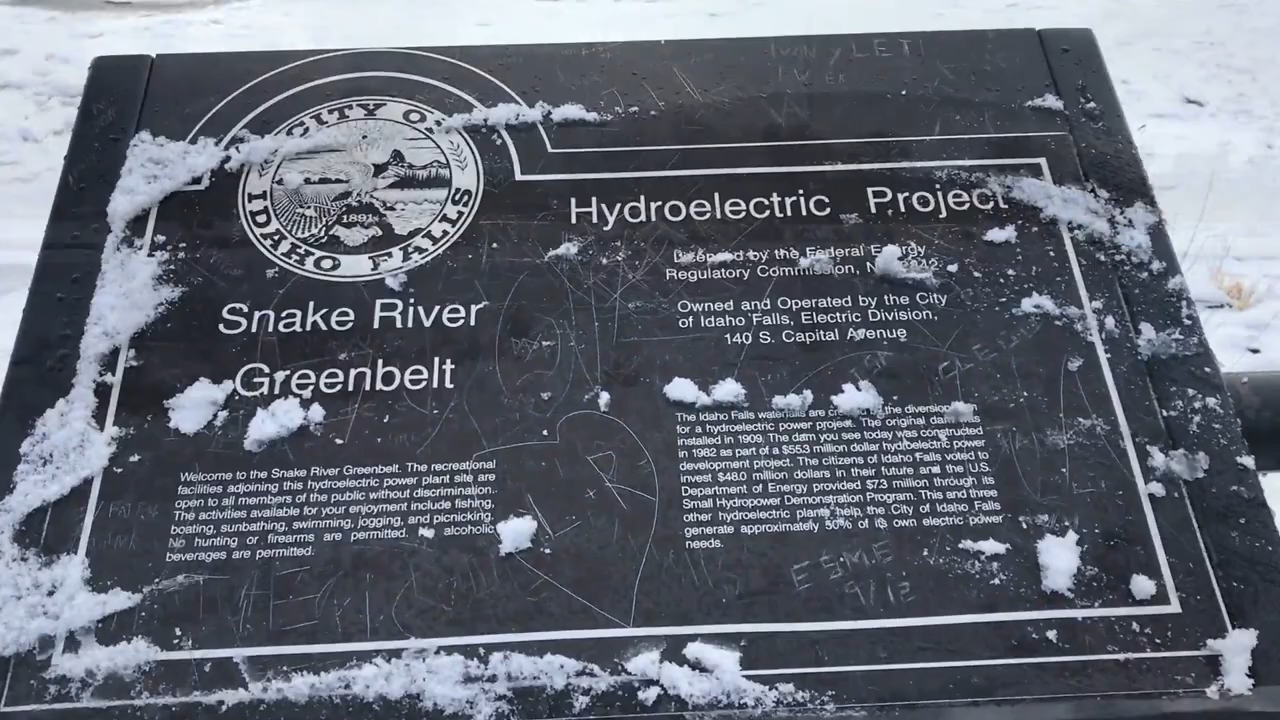 IVAN y LETI
CITY O
1891
IDAHO FALLS
Hydroelectric Project
Licensed by the Federal Energy
Regulatory Commission,
Owned and Operated by the City
of Idaho Falls, Electric Division,
140 S. Capital Avenue
Snake River
Greenbelt
Welcome to the Snake River Greenbelt. The recreational
facilities adjoining this hydroelectric power plant site are
open to all members of the public without discrimination.
The activities available for your enjoyment include fishing,
boating, sunbathing, swimming, jogging, and picnicking.
No hunting or firearms are permitted. No alcoholic
beverages are permitted.
The Idaho Falls waterfalls are created by the diversion dam
for a hydroelectric power project. The original dam was
installed in 1909. The dam you see today was constructed
in 1982 as part of a $55.3 million dollar hydroelectric power
development project. The citizens of Idaho Falls voted to
invest $48.0 million dollars in their future and the U.S.
Department of Energy provided $7.3 million through its
Small Hydropower Demonstration Program. This and three
other hydroelectric plants help the City of Idaho Falls
generate approximately 50% of its own electric power
needs.
R
ESME
9/12